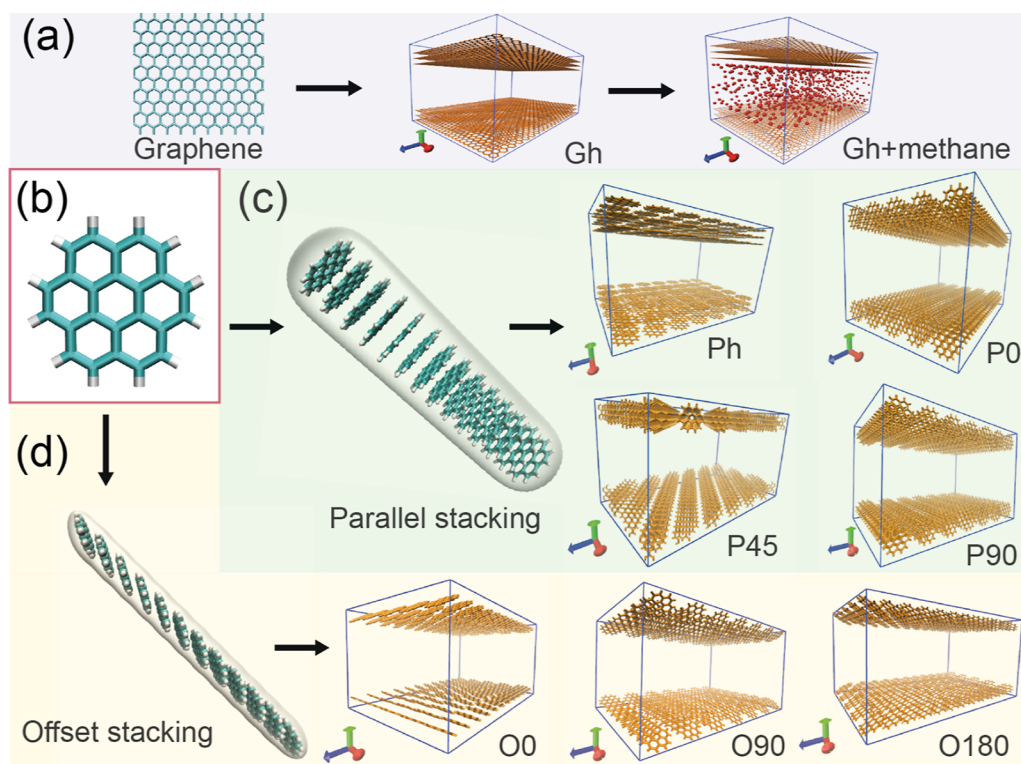 (a)
Graphene
Gh
Gh+methane
(b)
(c)
Parallel stacking
Ph
P0
P45
P90
(d)
Offset stacking
O0
O90
O180